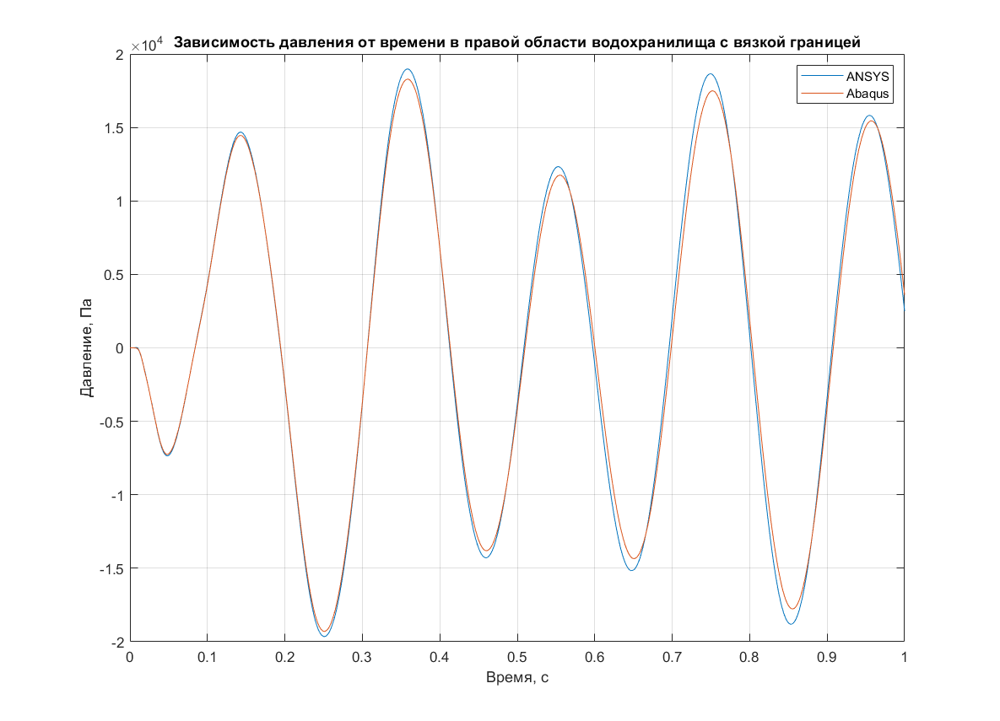 ×10⁴
Зависимость давления от времени в правой области водохранилища с вязкой границей
2
1.5
1
0.5
0
-0.5
-1
-1.5
-2
Давление, Па
ANSYS
Abaqus
0 0.1 0.2 0.3 0.4 0.5 0.6 0.7 0.8 0.9 1
Время, с